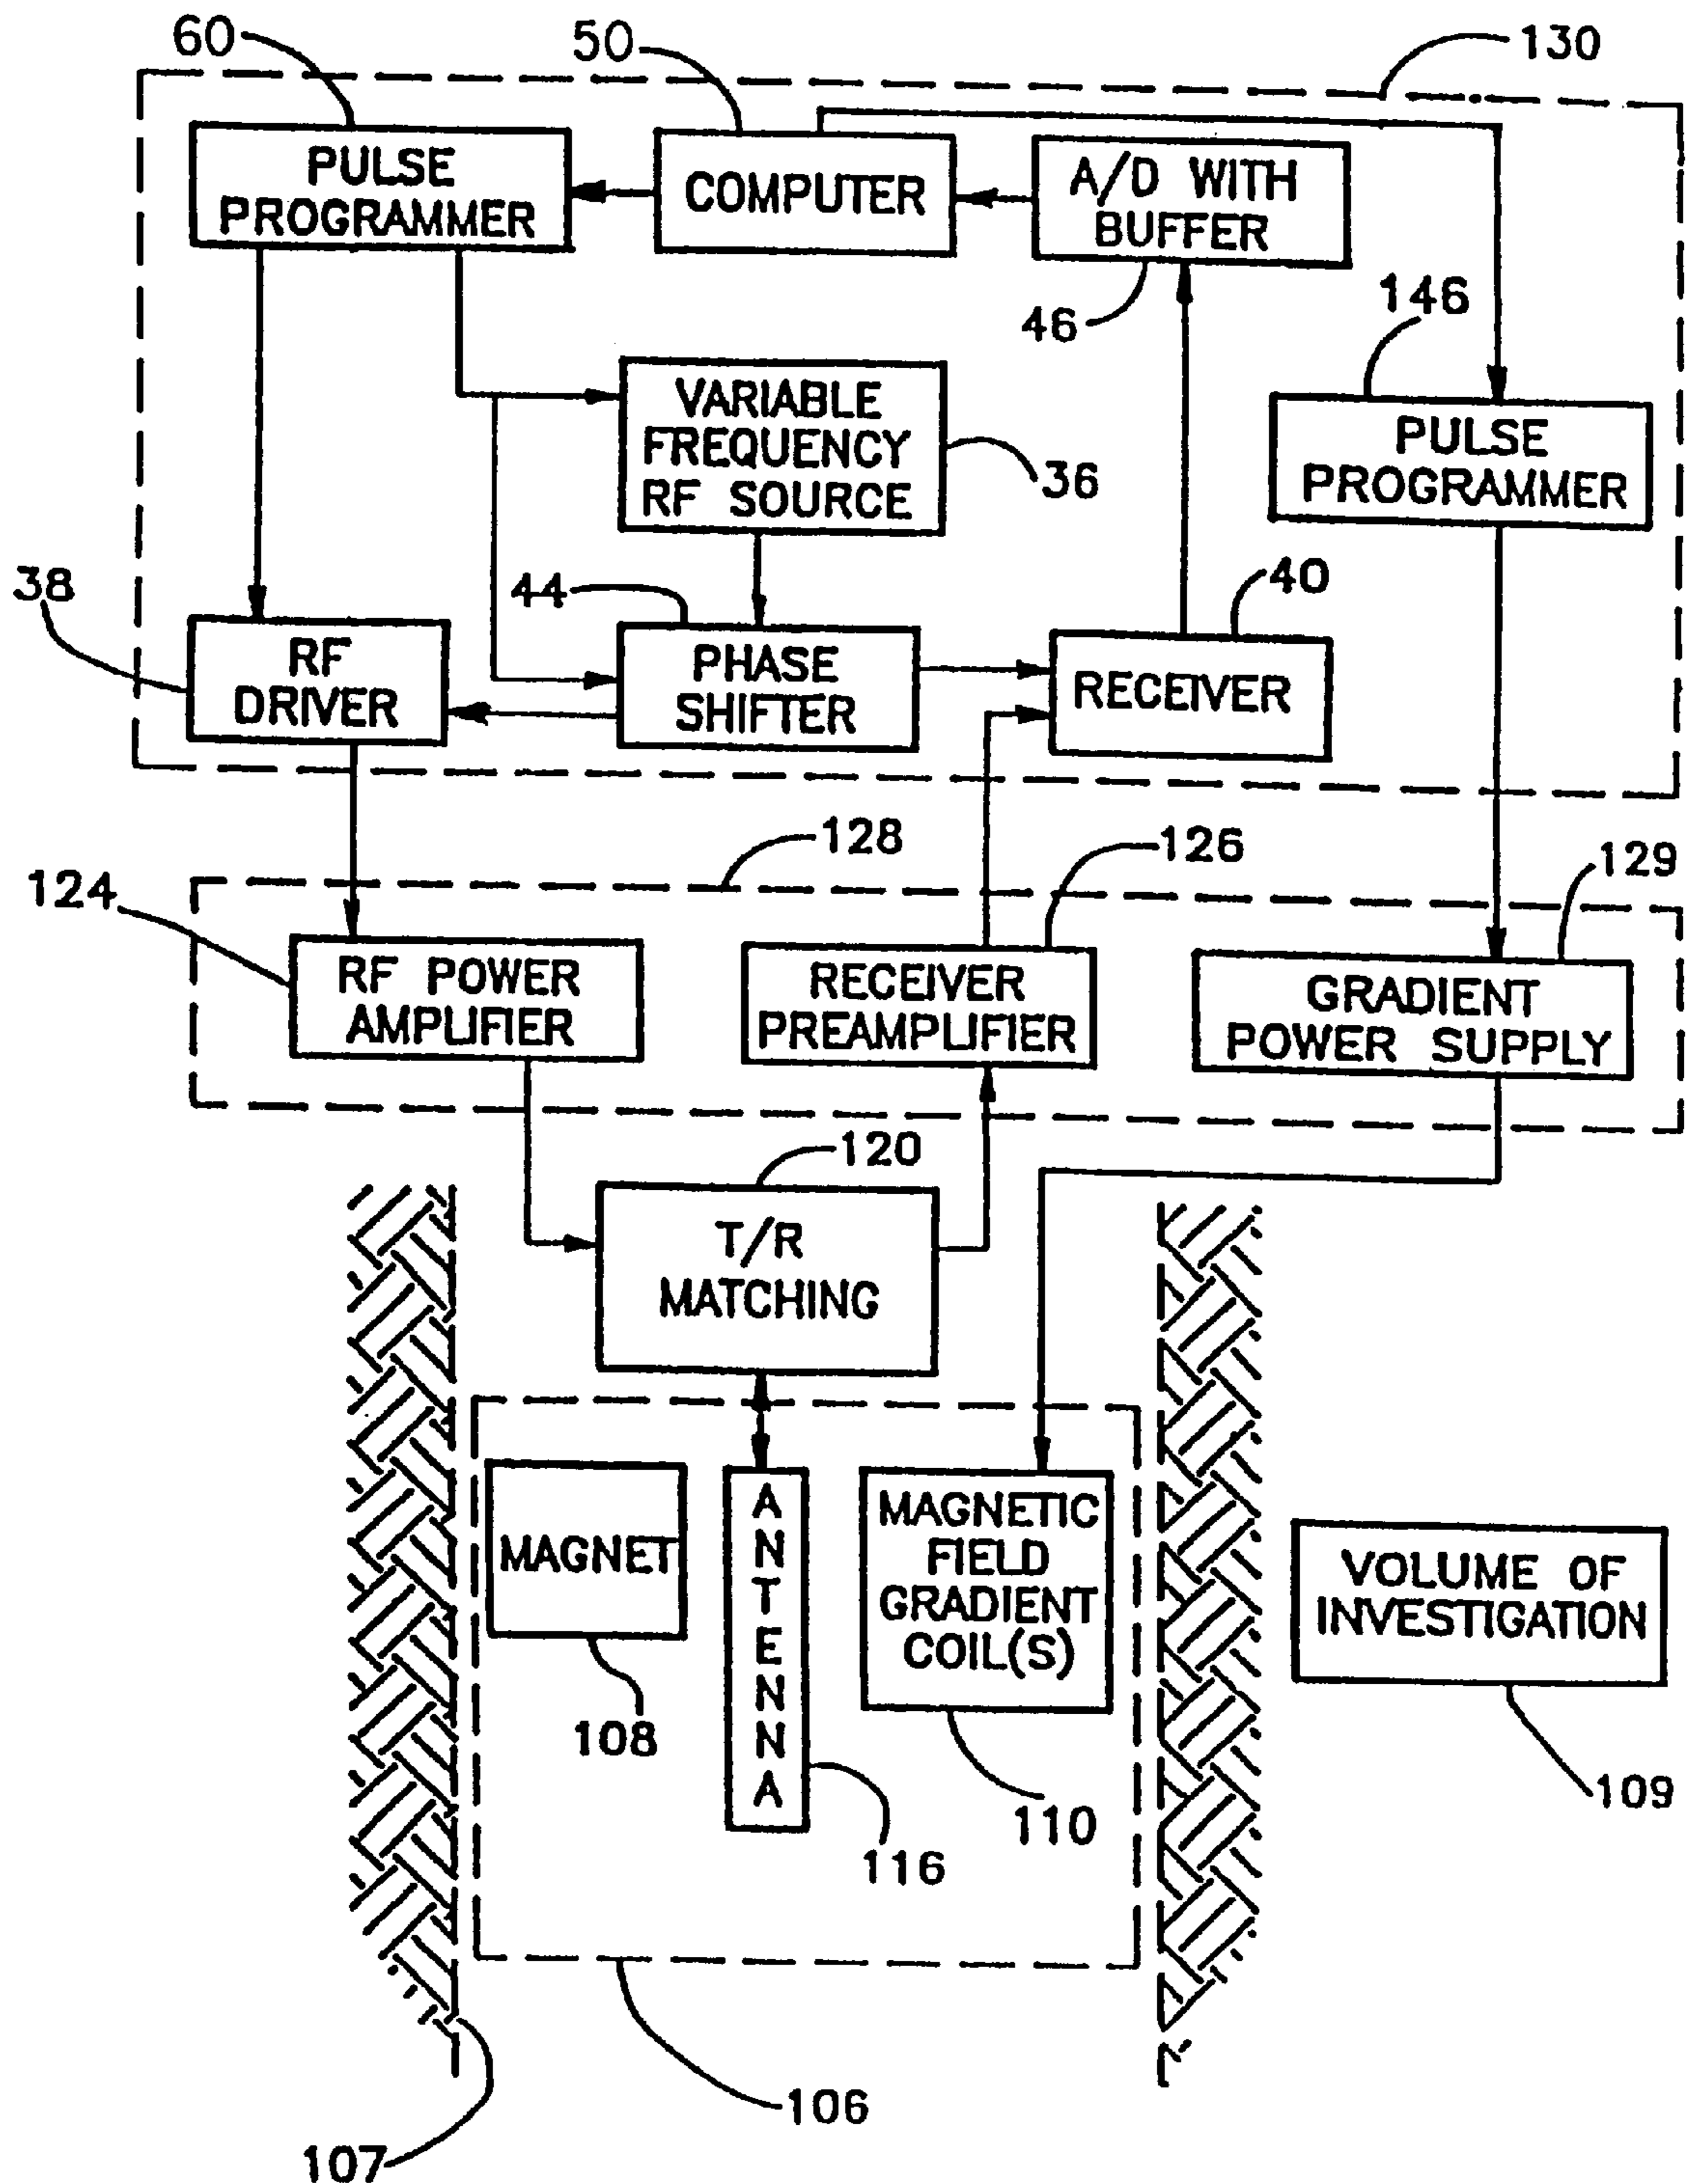 60
50
130
PULSE
PROGRAMMER
COMPUTER
A/D WITH
BUFFER
46
146
VARIABLE
FREQUENCY
RF SOURCE
36
PULSE
PROGRAMMER
38
44
40
RF
DRIVER
PHASE
SHIFTER
RECEIVER
128
126
129
124
RF POWER
AMPLIFIER
RECEIVER
PREAMPLIFIER
GRADIENT
POWER SUPPLY
120
T/R
MATCHING
MAGNET
ANTENNA
MAGNETIC
FIELD
GRADIENT
COIL(S)
VOLUME OF
INVESTIGATION
108
116
110
109
106
107